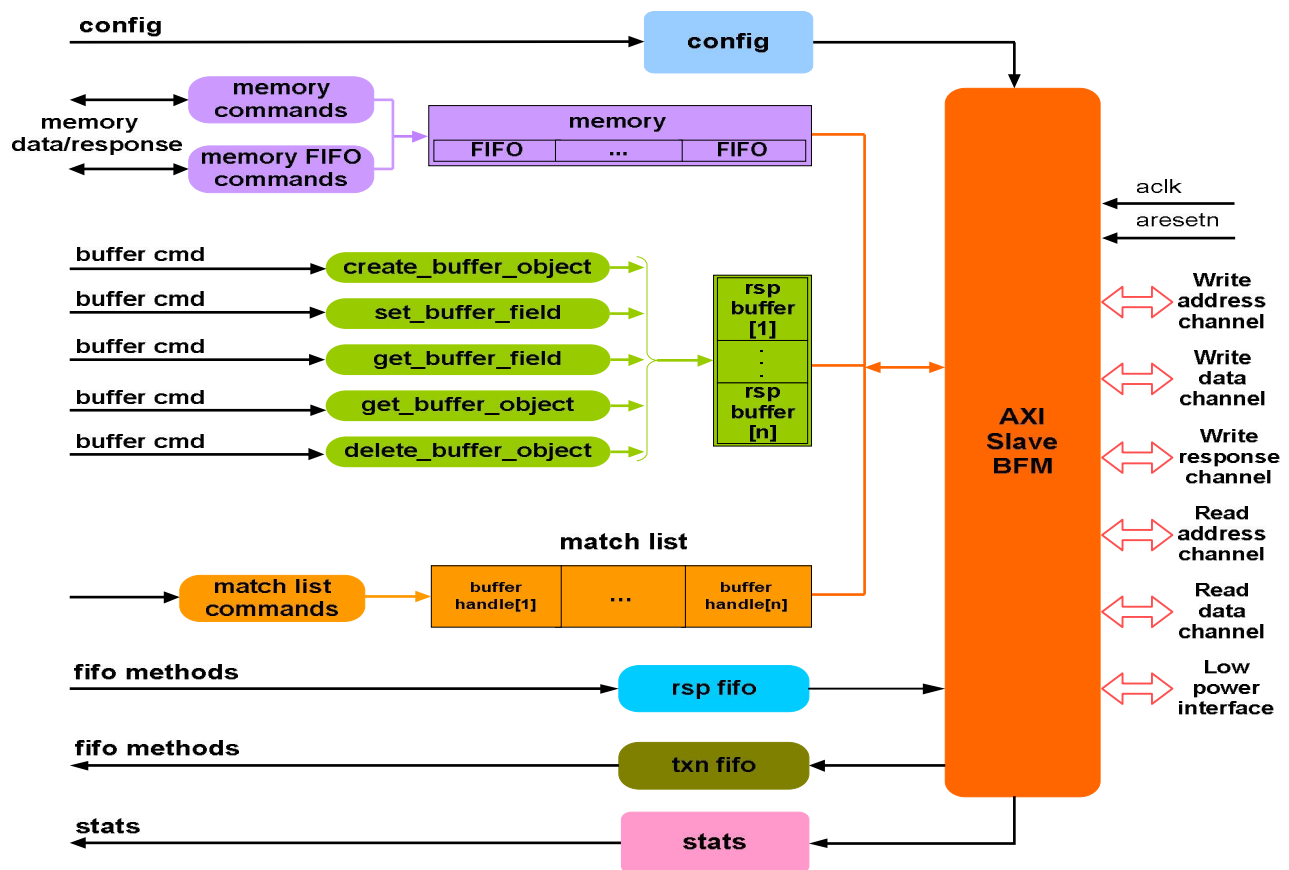 config
config
memory
commands
memory
data/response
memory FIFO
commands
memory
FIFO
...
FIFO
aclk
aresetn
buffer cmd
create_buffer_object
buffer cmd
set_buffer_field
buffer cmd
get_buffer_field
buffer cmd
get_buffer_object
buffer cmd
delete_buffer_object
rsp
buffer
[1]
.
.
.
rsp
buffer
[n]
AXI
Slave
BFM
Write
address
channel
Write
data
channel
Write
response
channel
Read
address
channel
Read
data
channel
Low
power
interface
match list
match list
commands
buffer
handle[1]
...
buffer
handle[n]
fifo methods
rsp fifo
fifo methods
txn fifo
stats
stats